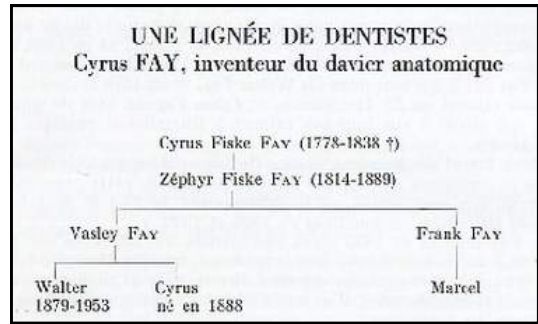 UNE LIGNÉE DE DENTISTES
Cyrus FAY, inventeur du davier anatomique
Cyrus Fiske FAY (1778-1838 †)
Zéphyr Fiske FAY (1814-1889)
Vasley FAY Frank FAY
Walter Cyrus Marcel
1879-1953 né en 1888